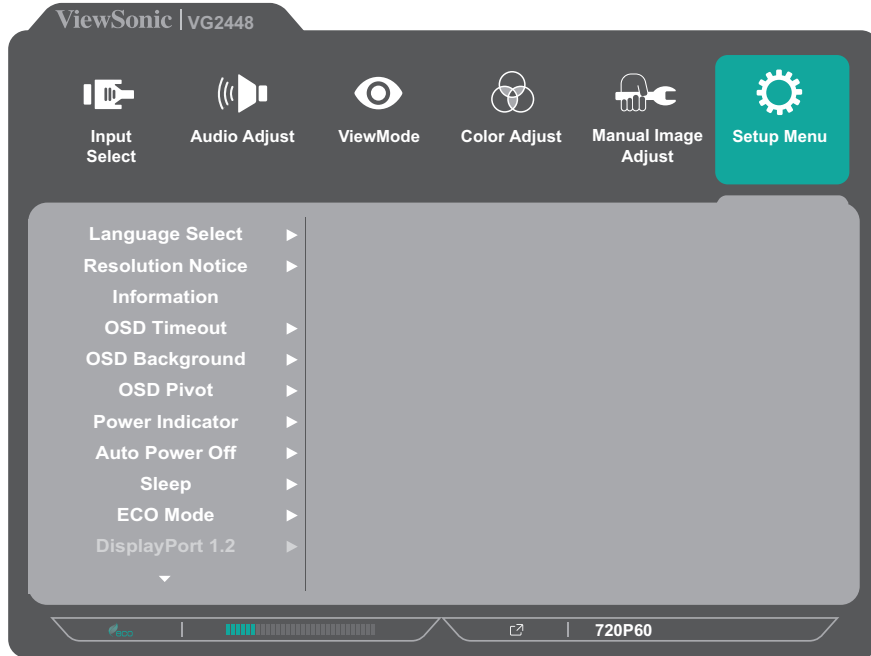 ViewSonic | VG2448
Input
Select
Audio Adjust
ViewMode
Color Adjust
Manual Image
Adjust
Setup Menu
Language Select
Resolution Notice
Information
OSD Timeout
OSD Background
OSD Pivot
Power Indicator
Auto Power Off
Sleep
ECO Mode
DisplayPort 1.2
eco
720P60